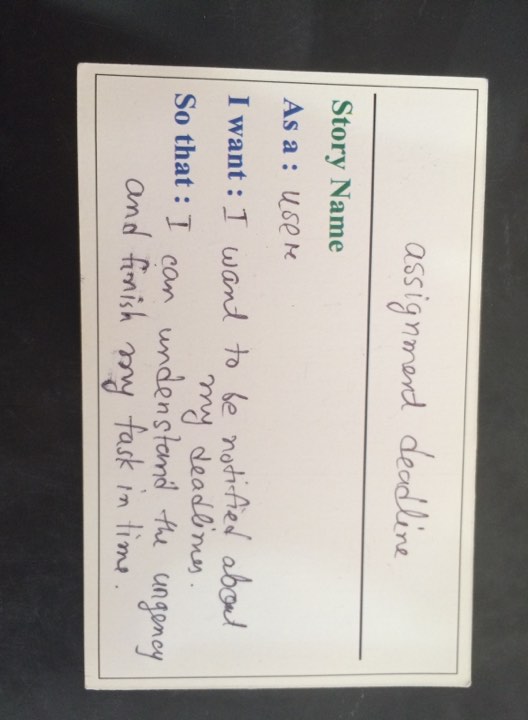 assignment deadline
Story Name
As a : user
I want : I want to be notified about
my deadlines.
So that : I can understand the urgency
and finish my task in time.